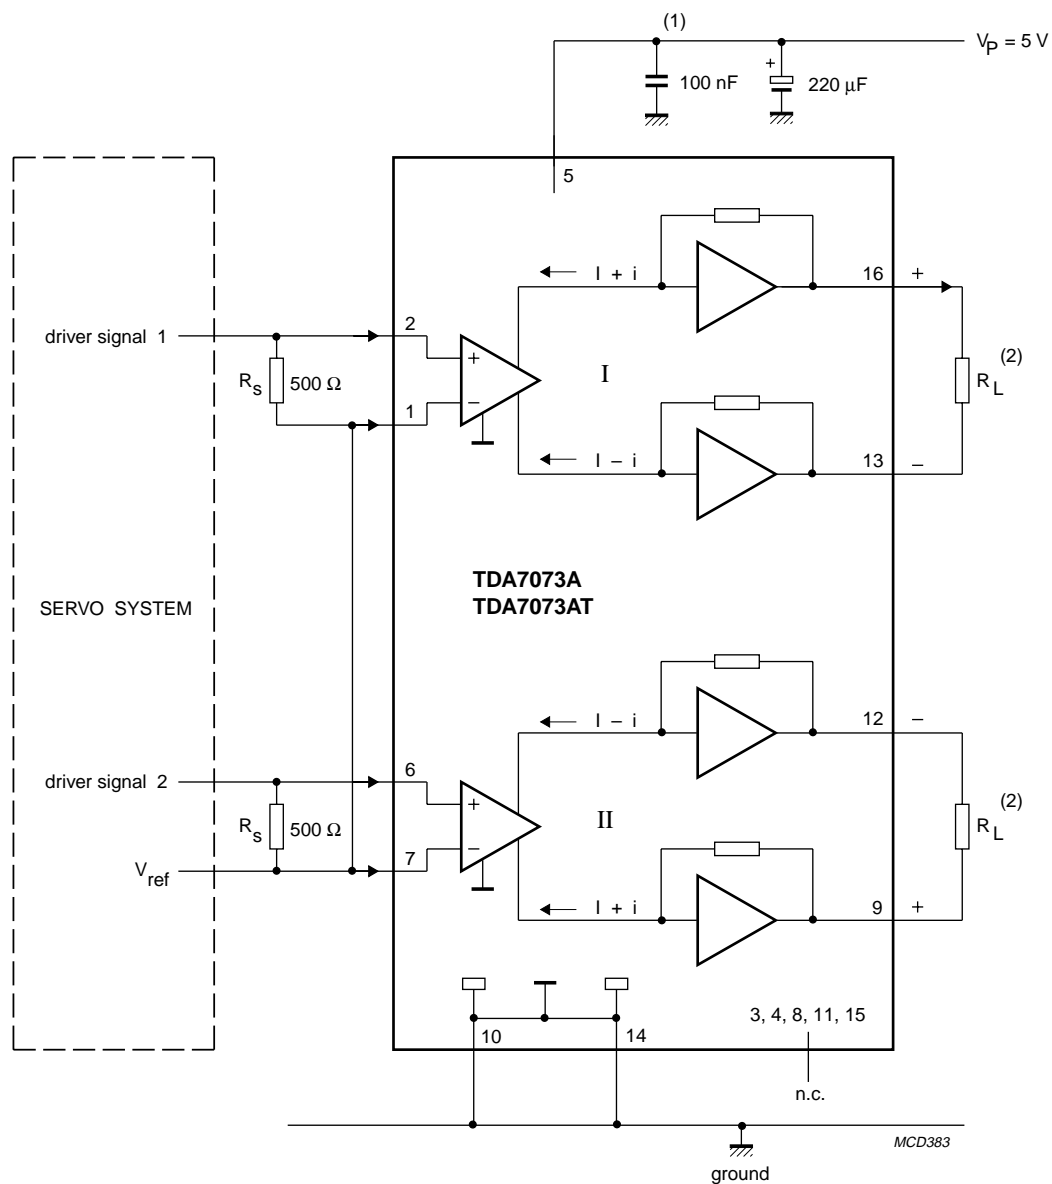 (1)
V_P = 5 V
+
100 nF
220 µF
5
I + i
16
+
driver signal 1
2
+
I
R_L
(2)
R_s
500 Ω
1
−
I − i
13
−
TDA7073A
TDA7073AT
SERVO SYSTEM
I − i
12
−
driver signal 2
6
+
II
R_L
(2)
R_s
500 Ω
V_ref
7
−
I + i
9
+
10
14
3, 4, 8, 11, 15
n.c.
MCD383
ground